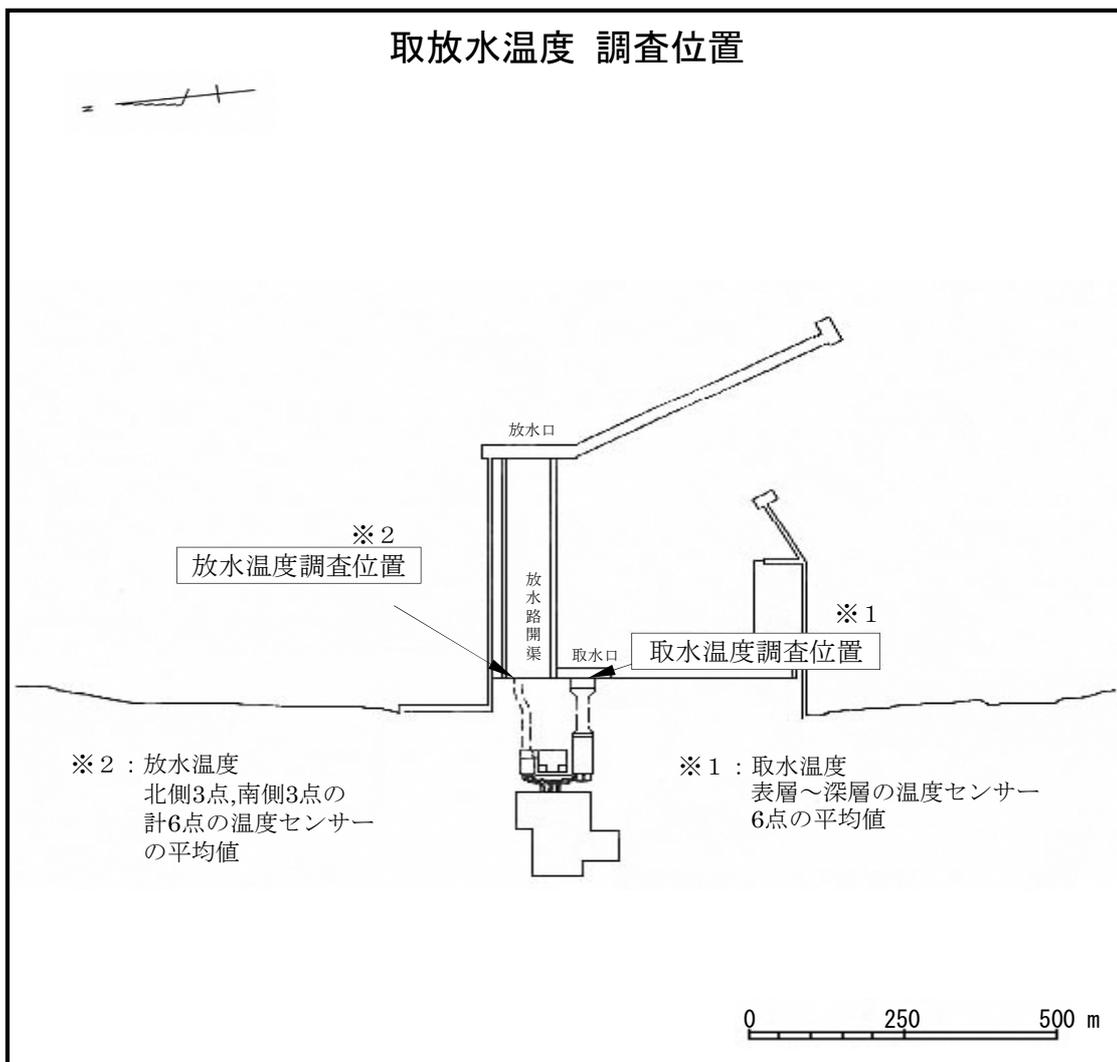 取放水温度 調査位置
N
放水口
※２
放水温度調査位置
放水路開渠
※１
取水口
取水温度調査位置
※２：放水温度
北側3点,南側3点の
計6点の温度センサー
の平均値
※１：取水温度
表層～深層の温度センサー
6点の平均値
0 250 500 m